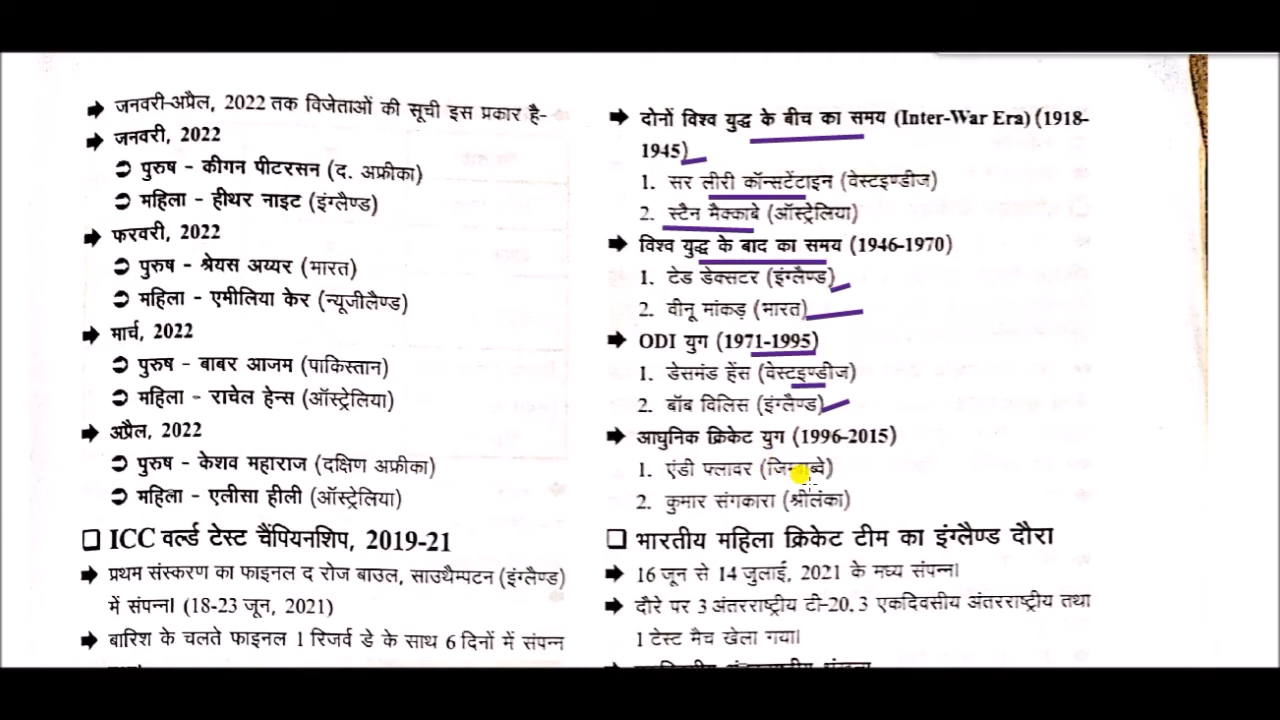 जनवरी-अप्रैल, 2022 तक विजेताओं की सूची इस प्रकार है-
जनवरी, 2022
पुरुष - कीगन पीटरसन (द. अफ्रीका)
महिला - हीथर नाइट (इंग्लैण्ड)
फरवरी, 2022
पुरुष - श्रेयस अय्यर (भारत)
महिला - एमीलिया केर (न्यूजीलैण्ड)
मार्च, 2022
पुरुष - बाबर आजम (पाकिस्तान)
महिला - राचेल हेन्स (ऑस्ट्रेलिया)
अप्रैल, 2022
पुरुष - केशव महाराज (दक्षिण अफ्रीका)
महिला - एलीसा हीली (ऑस्ट्रेलिया)
ICC वर्ल्ड टेस्ट चैंपियनशिप, 2019-21
प्रथम संस्करण का फाइनल द रोज बाउल, साउथैम्पटन (इंग्लैण्ड)
में संपन्न। (18-23 जून, 2021)
बारिश के चलते फाइनल 1 रिजर्व डे के साथ 6 दिनों में संपन्न
दोनों विश्व युद्ध के बीच का समय (Inter-War Era) (1918-
1945)
1. सर लीरी कॉन्सटेंटाइन (वेस्टइण्डीज)
2. स्टैन मैक्काबे (ऑस्ट्रेलिया)
विश्व युद्ध के बाद का समय (1946-1970)
1. टेड डेक्सटर (इंग्लैण्ड)
2. वीनू मांकड़ (भारत)
ODI युग (1971-1995)
1. डेसमंड हेंस (वेस्टइण्डीज)
2. बॉब विलिस (इंग्लैण्ड)
आधुनिक क्रिकेट युग (1996-2015)
1. एंडी फ्लावर (जिम्बाब्वे)
2. कुमार संगकारा (श्रीलंका)
भारतीय महिला क्रिकेट टीम का इंग्लैण्ड दौरा
16 जून से 14 जुलाई, 2021 के मध्य संपन्न।
दौरे पर 3 अंतरराष्ट्रीय टी-20, 3 एकदिवसीय अंतरराष्ट्रीय तथा
1 टेस्ट मैच खेला गया।